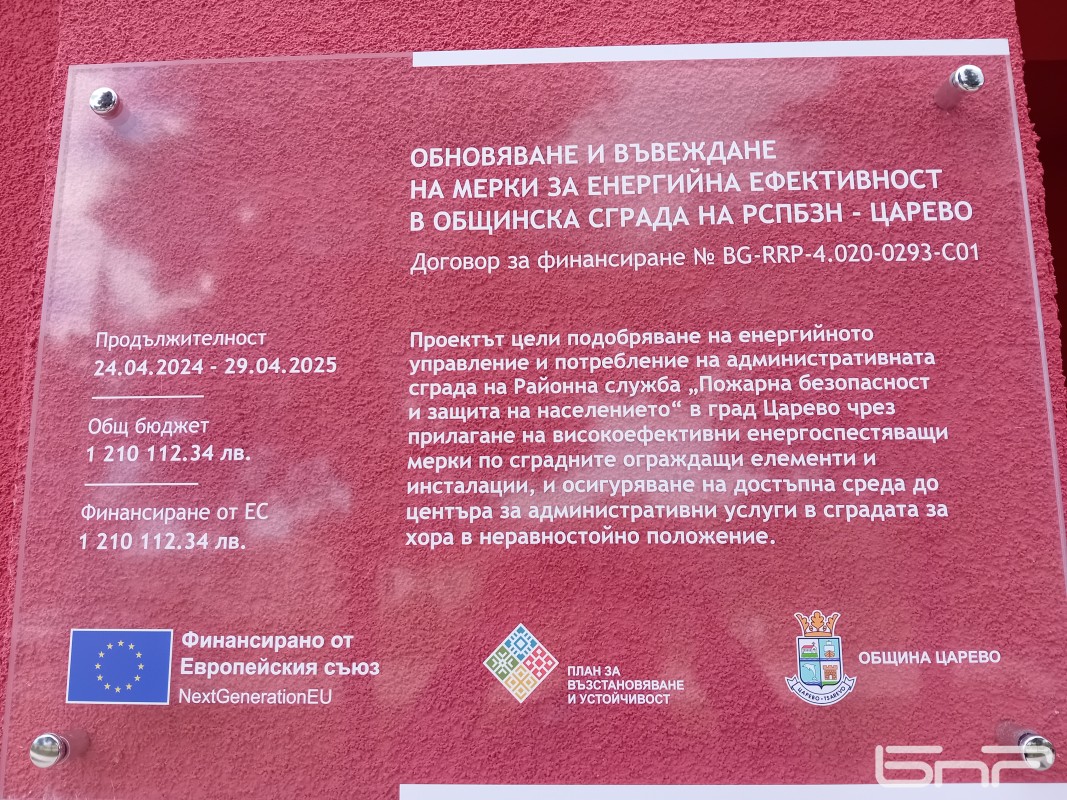 ОБНОВЯВАНЕ И ВЪВЕЖДАНЕ
НА МЕРКИ ЗА ЕНЕРГИЙНА ЕФЕКТИВНОСТ
В ОБЩИНСКА СГРАДА НА РСПБЗН - ЦАРЕВО
Договор за финансиране № BG-RRP-4.020-0293-C01
Продължителност
24.04.2024 - 29.04.2025
Общ бюджет
1 210 112.34 лв.
Финансиране от ЕС
1 210 112.34 лв.
Проектът цели подобряване на енергийното
управление и потребление на административната
сграда на Районна служба „Пожарна безопасност
и защита на населението“ в град Царево чрез
прилагане на високоефективни енергоспестяващи
мерки по сградните ограждащи елементи и
инсталации, и осигуряване на достъпна среда до
центъра за административни услуги в сградата за
хора в неравностойно положение.
Финансирано от
Европейския съюз
NextGenerationEU
ПЛАН ЗА
ВЪЗСТАНОВЯВАНЕ
И УСТОЙЧИВОСТ
ЦАРЕВО • TSAREVO
ОБЩИНА ЦАРЕВО
бнр